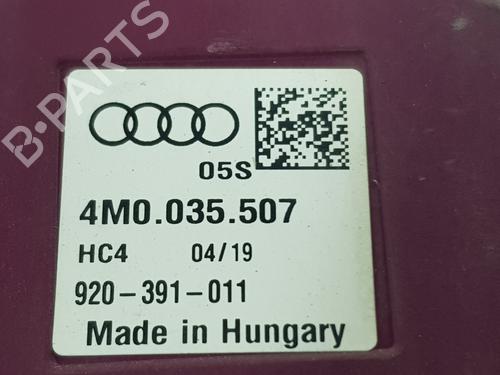 B-PARTS
05S
4M0.035.507
HC4 04/19
920-391-011
Made in Hungary